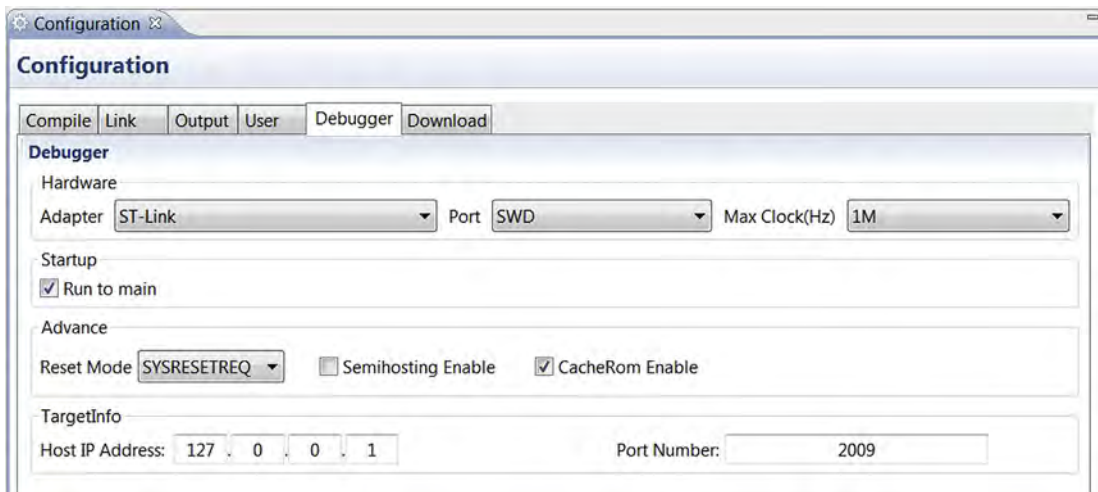 Configuration
Configuration
Compile Link Output User Debugger Download
Debugger
Hardware
Adapter ST-Link Port SWD Max Clock(Hz) 1M
Startup
Run to main
Advance
Reset Mode SYSRESETREQ Semihosting Enable CacheRom Enable
TargetInfo
Host IP Address: 127 . 0 . 0 . 1 Port Number: 2009